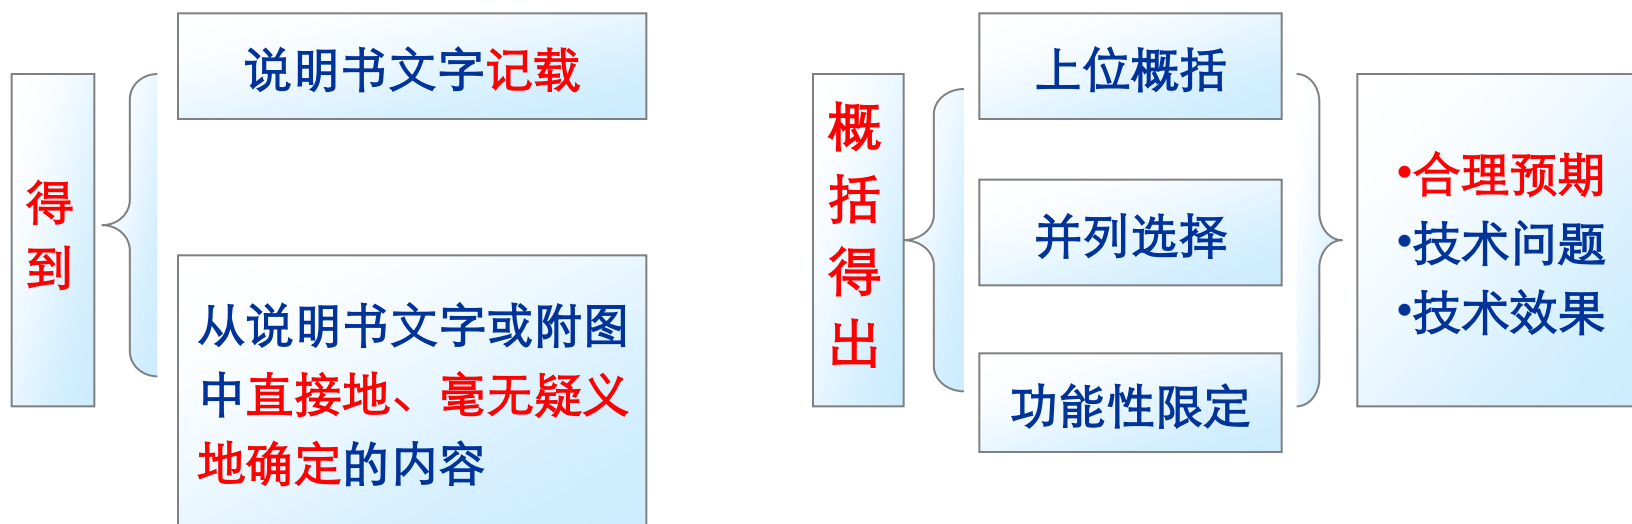 得
到
说明书文字记载
从说明书文字或附图
中直接地、毫无疑义
地确定的内容
概
括
得
出
上位概括
并列选择
功能性限定
•合理预期
•技术问题
•技术效果